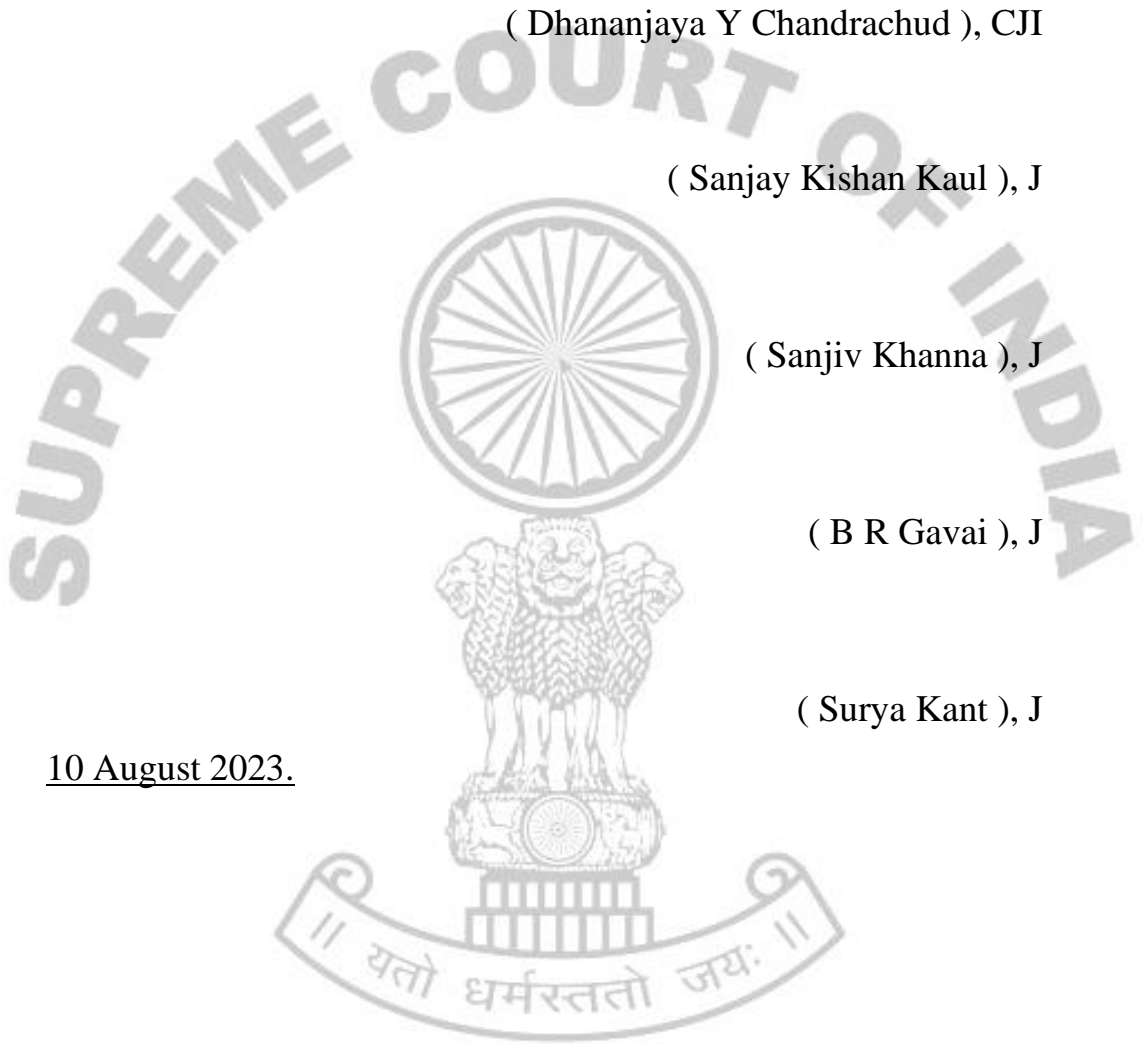 ( Dhananjaya Y Chandrachud ), CJI
SUPREME COURT OF INDIA
( Sanjay Kishan Kaul ), J
( Sanjiv Khanna ), J
( B R Gavai ), J
( Surya Kant ), J
10 August 2023.
॥ यतो धर्मस्ततो जयः ॥